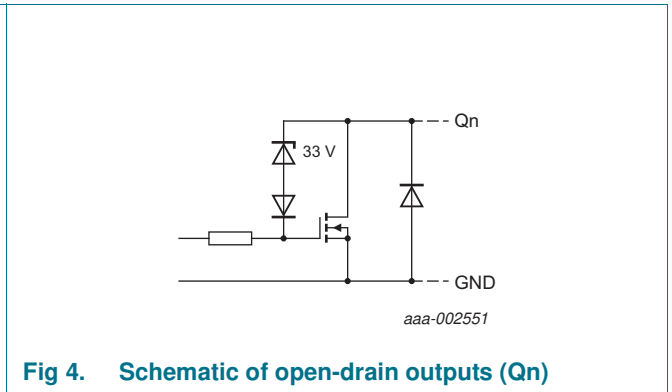 Qn
33 V
GND
aaa-002551
Fig 4. Schematic of open-drain outputs (Qn)